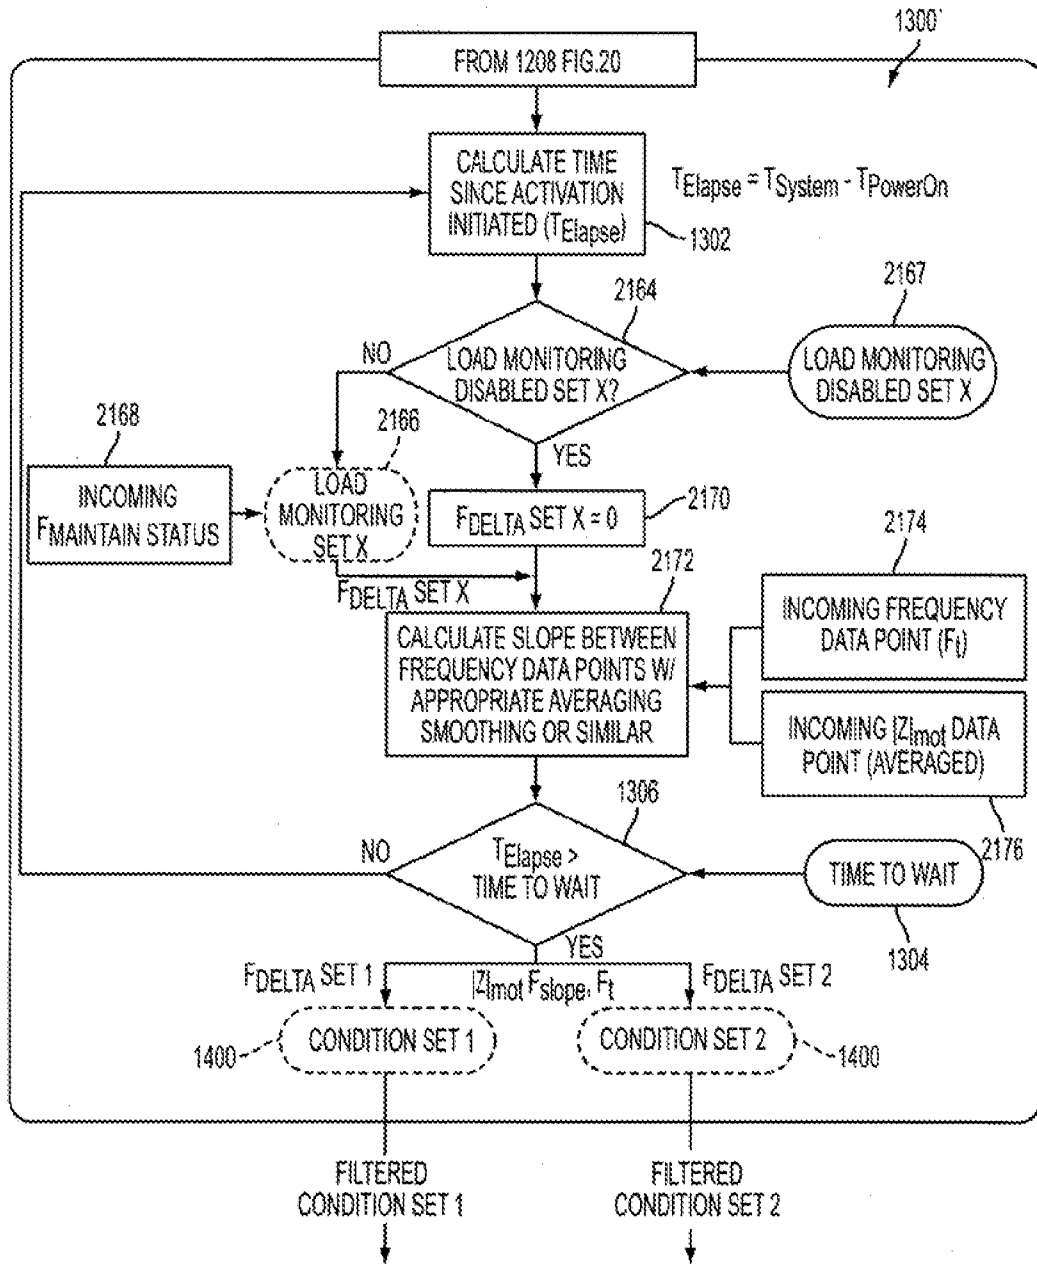 1300'
FROM 1208 FIG.20
CALCULATE TIME
SINCE ACTIVATION
INITIATED (TElapse)
TElapse = TSystem - TPowerOn
1302
2164
2167
NO
LOAD MONITORING
DISABLED SET X?
LOAD MONITORING
DISABLED SET X
2168
2166
YES
INCOMING
FMAINTAIN STATUS
LOAD
MONITORING
SET X
FDELTA SET X = 0
2170
2174
FDELTA SET X
2172
CALCULATE SLOPE BETWEEN
FREQUENCY DATA POINTS W/
APPROPRIATE AVERAGING
SMOOTHING OR SIMILAR
INCOMING FREQUENCY
DATA POINT (Ft)
INCOMING |Z|mot DATA
POINT (AVERAGED)
2176
1306
NO
TElapse >
TIME TO WAIT
TIME TO WAIT
1304
YES
FDELTA SET 1
|Z|mot Fslope, Ft
FDELTA SET 2
1400
CONDITION SET 1
CONDITION SET 2
1400
FILTERED
CONDITION SET 1
FILTERED
CONDITION SET 2